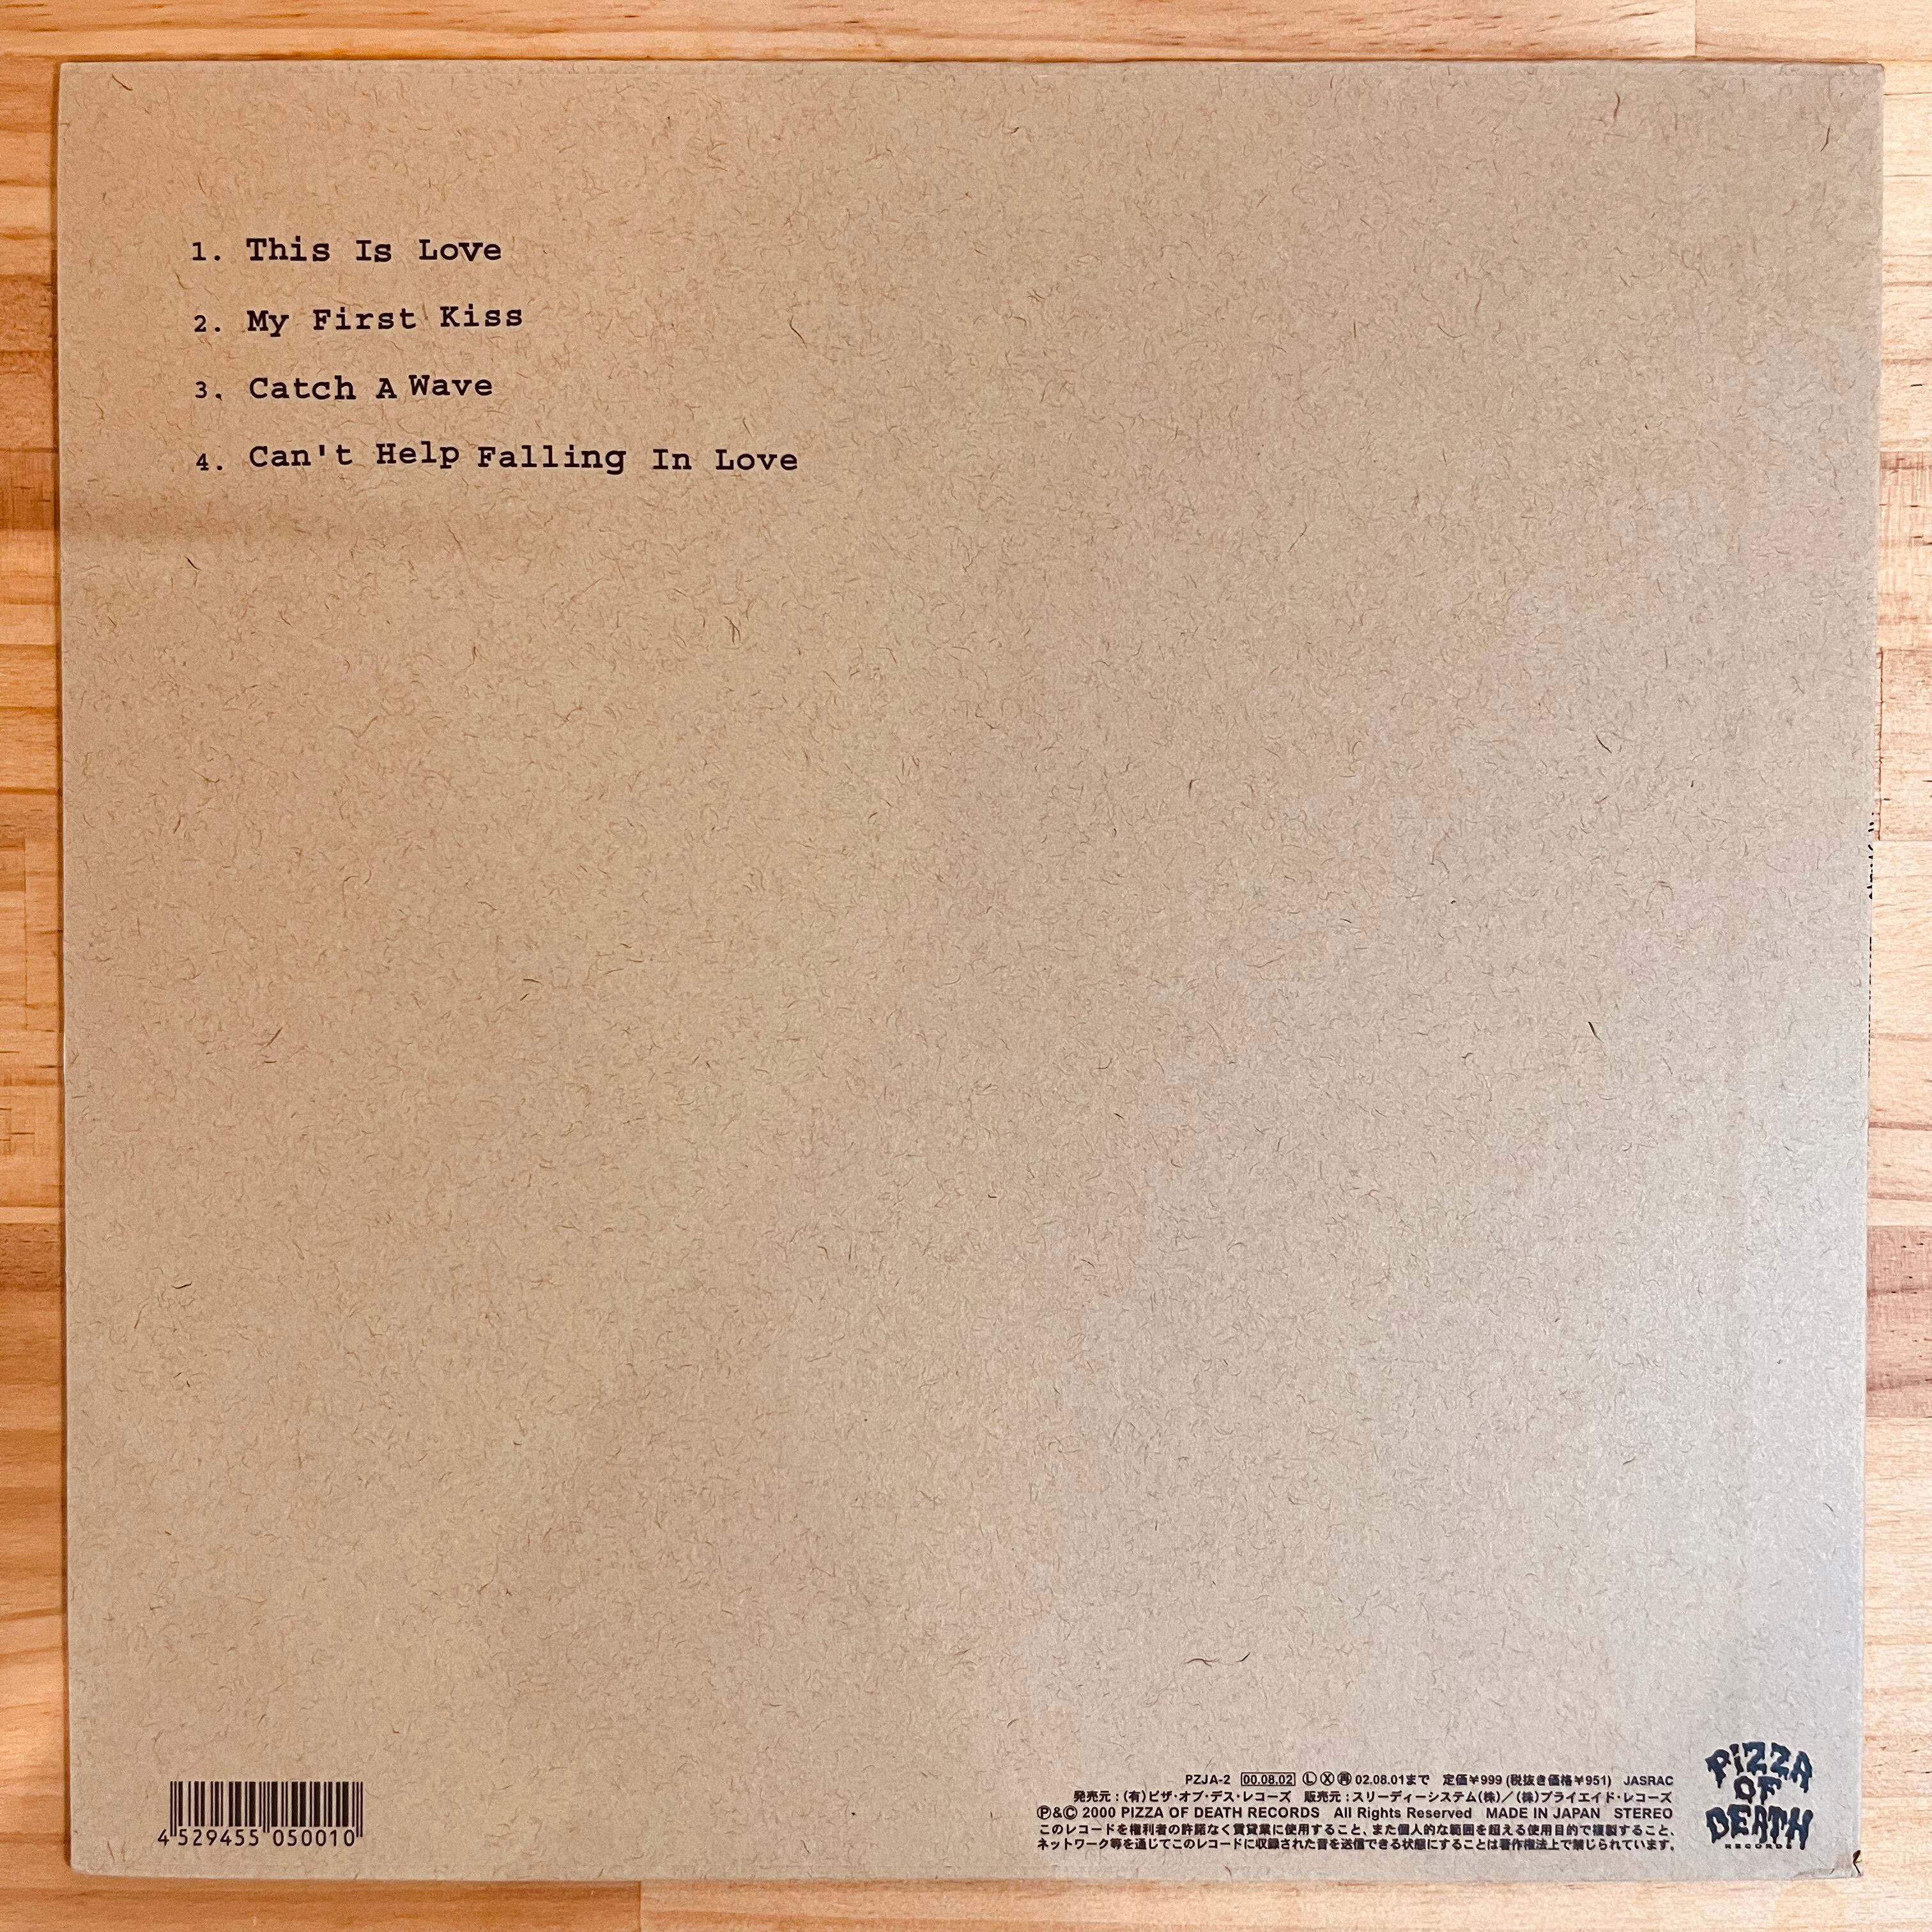 1. This Is Love
2. My First Kiss
3. Catch A Wave
4. Can't Help Falling In Love
4 529455 050010
PZJA-2 00.08.02 Ⓛ Ⓧ ㊞ 02.08.01まで 定価¥999 (税抜き価格¥951) JASRAC
発売元:(有)ピザ・オブ・デス・レコーズ 販売元:スリーディーシステム(株)/(株)ブライエイド・レコーズ
Ⓟ&Ⓒ 2000 PIZZA OF DEATH RECORDS All Rights Reserved MADE IN JAPAN STEREO
このレコードを権利者の許諾なく賃貸業に使用すること、また個人的な範囲を超える使用目的で複製すること、
ネットワーク等を通じてこのレコードに収録された音を送信できる状態にすることは著作権法上で禁じられています。
PIZZA
OF
DEATH
RECORDS